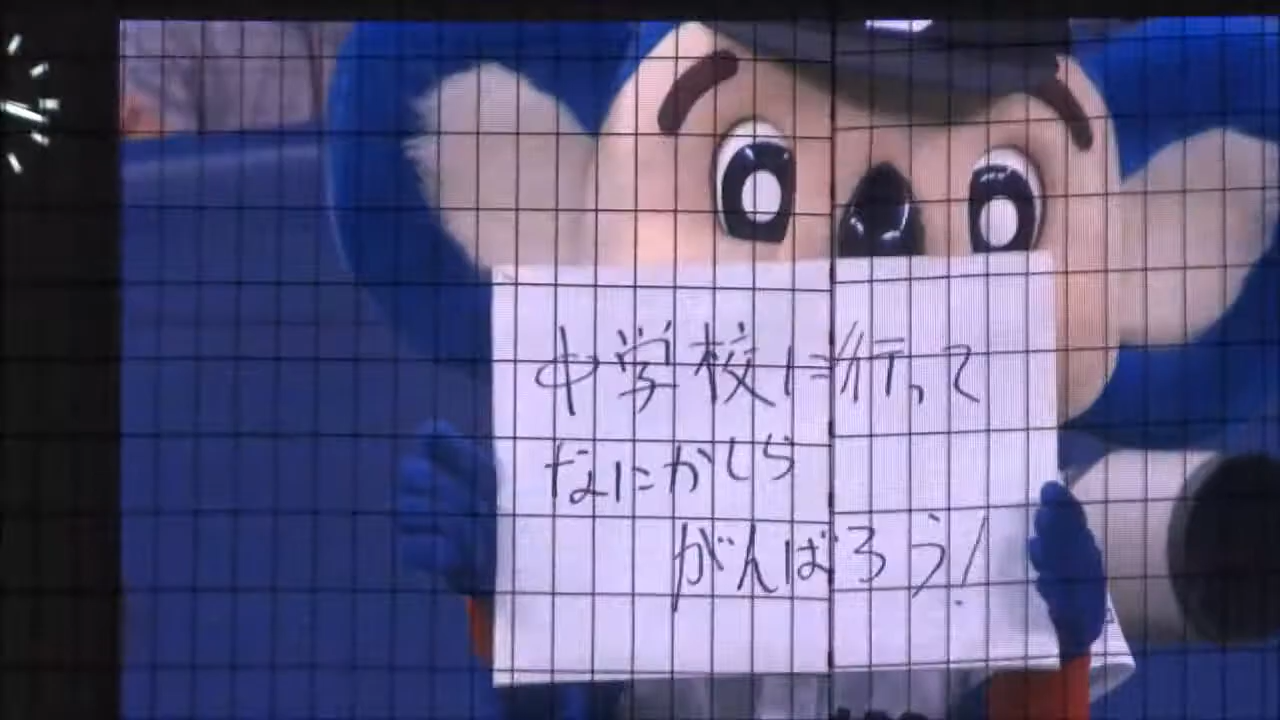 中学校に行って
なにかしら
がんばろう!